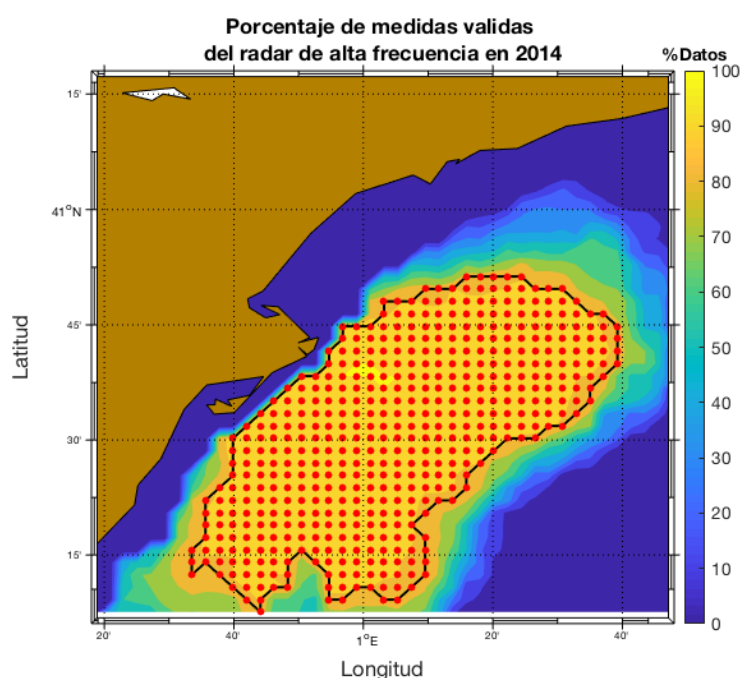 Porcentaje de medidas validas
del radar de alta frecuencia en 2014
%Datos
100
90
80
70
60
50
40
30
20
10
0
15'
41°N
45'
30'
15'
Latitud
20'
40'
1°E
20'
40'
Longitud